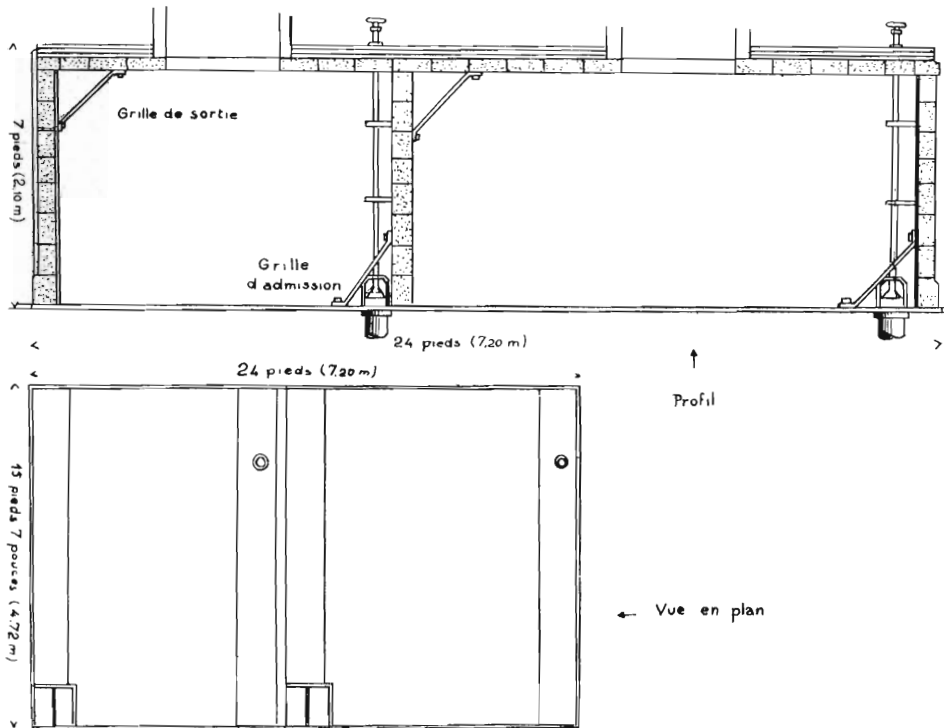 Grille de sortie
7 pieds (2,10 m)
Grille
d admission
24 pieds (7,20 m)
24 pieds (7,20 m)
Profil
15 pieds 7 pouces (4.72 m)
Vue en plan